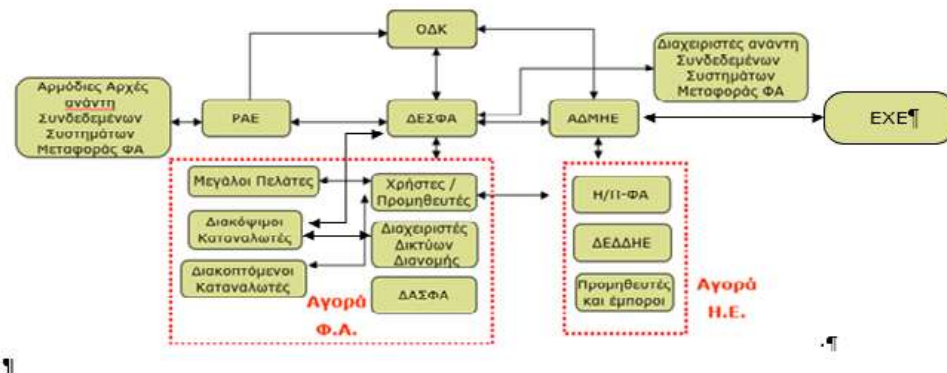 ΟΔΚ
Διαχειριστές ανάντη
Συνδεδεμένων
Συστημάτων
Μεταφοράς ΦΑ
Αρμόδιες Αρχές
ανάντη
Συνδεδεμένων
Συστημάτων
Μεταφοράς ΦΑ
ΡΑΕ
ΔΕΣΦΑ
ΑΔΜΗΕ
ΕΧΕ¶
Μεγάλοι Πελάτες
Χρήστες /
Προμηθευτές
Διακόψιμοι
Καταναλωτές
Διαχειριστές
Δικτύων
Διανομής
Διακοπτόμενοι
Καταναλωτές
ΔΑΣΦΑ
Αγορά
Φ.Α.
Η/Π-ΦΑ
ΔΕΔΔΗΕ
Προμηθευτές
και έμποροι
Αγορά
Η.Ε.
.¶
¶